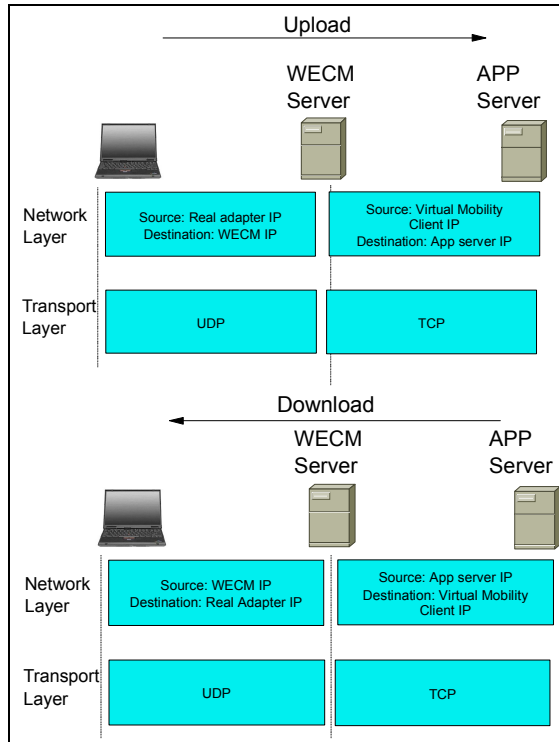 Upload
WECM
Server
APP
Server
Network
Layer
Source: Real adapter IP
Destination: WECM IP
Source: Virtual Mobility
Client IP
Destination: App server IP
Transport
Layer
UDP
TCP
Download
WECM
Server
APP
Server
Network
Layer
Source: WECM IP
Destination: Real Adapter IP
Source: App server IP
Destination: Virtual Mobility
Client IP
Transport
Layer
UDP
TCP